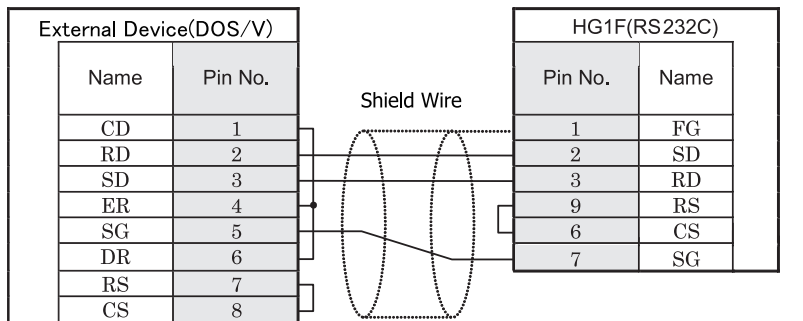 External Device(DOS/V)
HG1F(RS232C)
Name Pin No.
Pin No. Name
Shield Wire
CD 1
1 FG
RD 2
2 SD
SD 3
3 RD
ER 4
9 RS
SG 5
6 CS
DR 6
7 SG
RS 7
CS 8